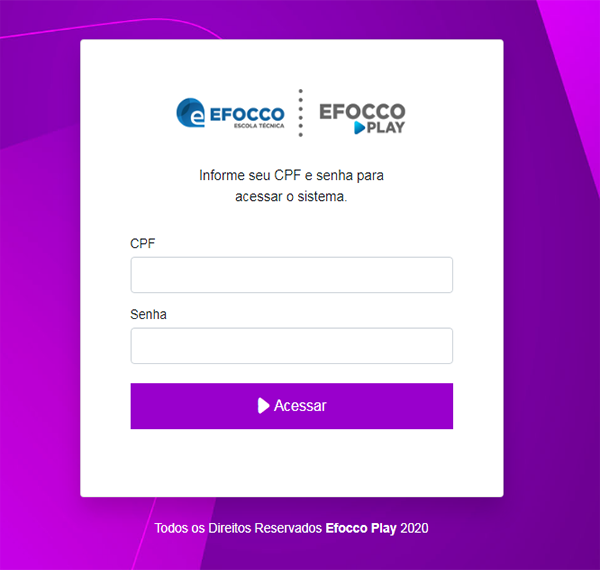 EFOCCO
ESCOLA TÉCNICA
EFOCCO
PLAY
Informe seu CPF e senha para
acessar o sistema.
CPF
Senha
Acessar
Todos os Direitos Reservados Efocco Play 2020